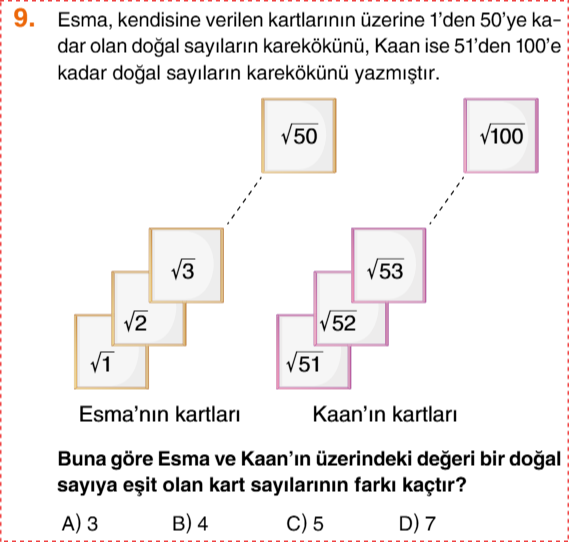 9. Esma, kendisine verilen kartlarının üzerine 1’den 50’ye ka-
dar olan doğal sayıların karekökünü, Kaan ise 51’den 100’e
kadar doğal sayıların karekökünü yazmıştır.
√50 √100
√3 √53
√2 √52
√1 √51
Esma’nın kartları Kaan’ın kartları
Buna göre Esma ve Kaan’ın üzerindeki değeri bir doğal
sayıya eşit olan kart sayılarının farkı kaçtır?
A) 3 B) 4 C) 5 D) 7